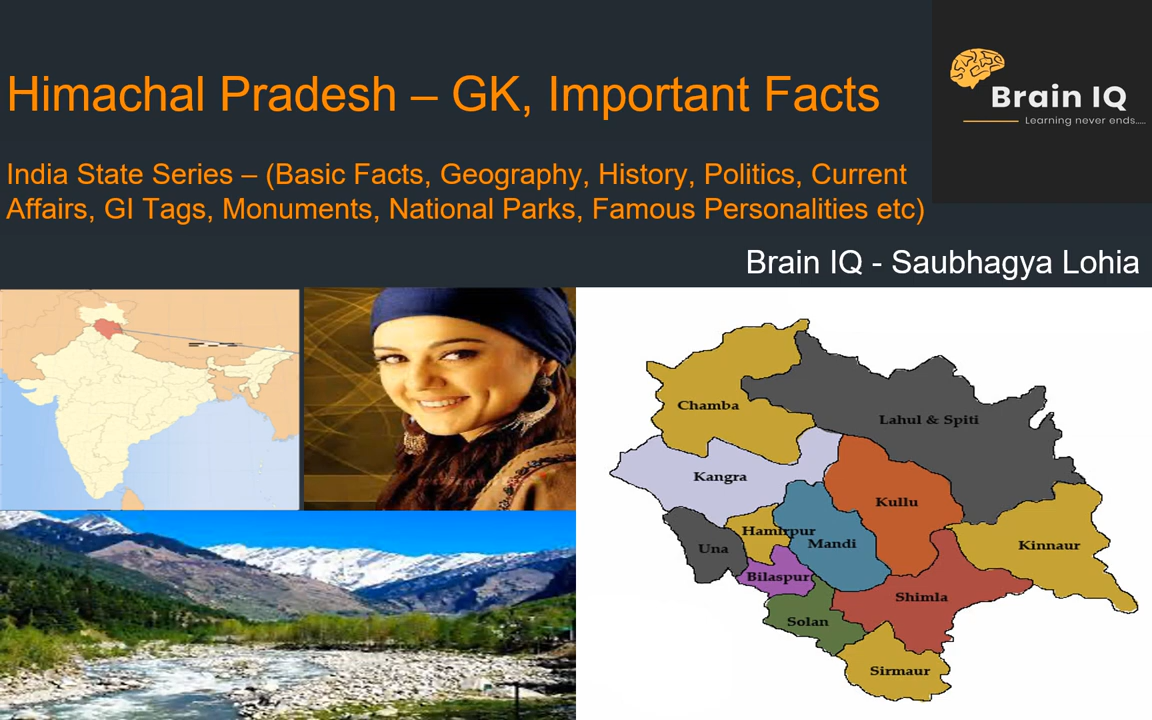 Himachal Pradesh – GK, Important Facts
Brain IQ
Learning never ends.....
India State Series – (Basic Facts, Geography, History, Politics, Current
Affairs, GI Tags, Monuments, National Parks, Famous Personalities etc)
Brain IQ - Saubhagya Lohia
Chamba
Lahul & Spiti
Kangra
Kullu
Hamirpur
Mandi
Una
Kinnaur
Bilaspur
Shimla
Solan
Sirmaur